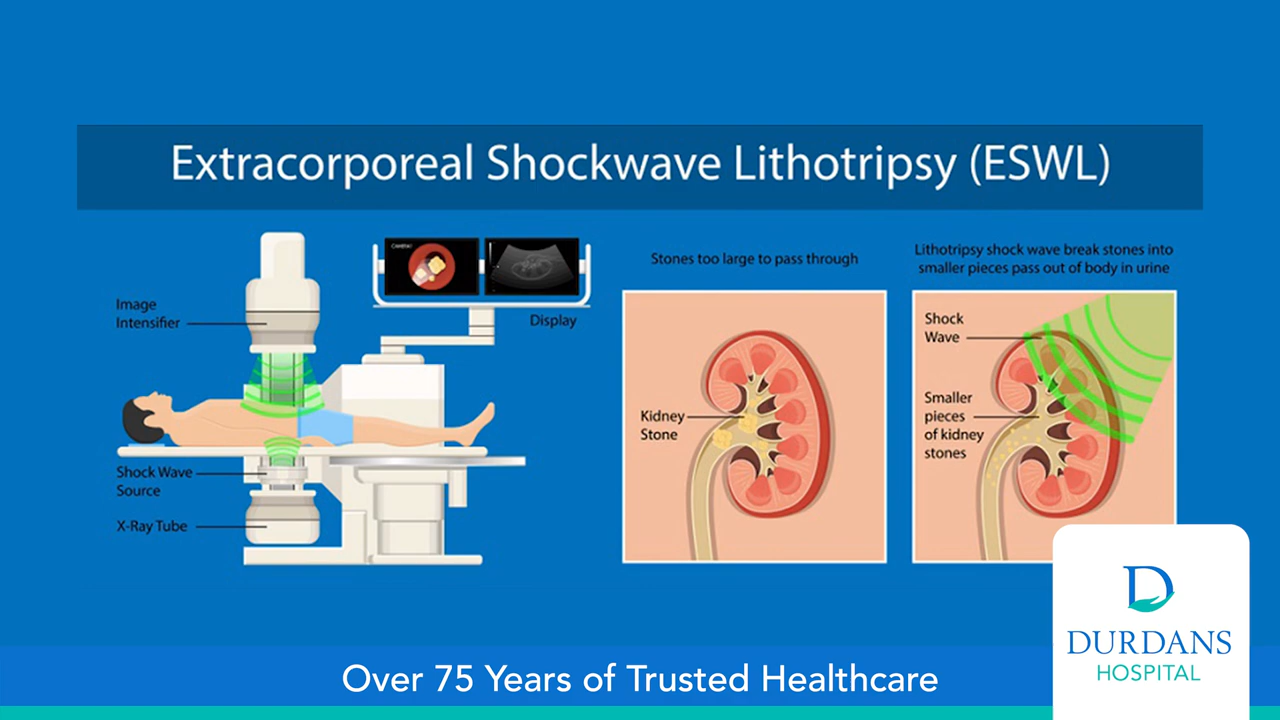 Extracorporeal Shockwave Lithotripsy (ESWL)
Image
Intensifier
CAMERA1
Display
Shock Wave
Source
X-Ray Tube
Stones too large to pass through
Kidney
Stone
Lithotripsy shock wave break stones into
smaller pieces pass out of body in urine
Shock
Wave
Smaller
pieces
of kidney
stones
D
DURDANS
HOSPITAL
Over 75 Years of Trusted Healthcare